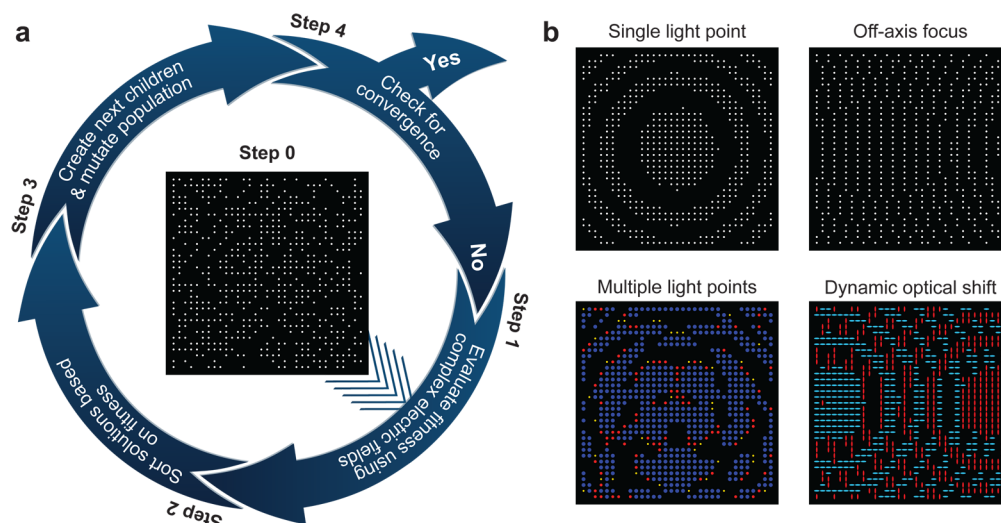 a
Step 4
Yes
Check for
convergence
No
Step 1
Evaluate fitness using
complex electric fields
Step 2
Sort solutions based
on fitness
Step 3
Create next children
& mutate population
Step 0
b
Single light point
Off-axis focus
Multiple light points
Dynamic optical shift